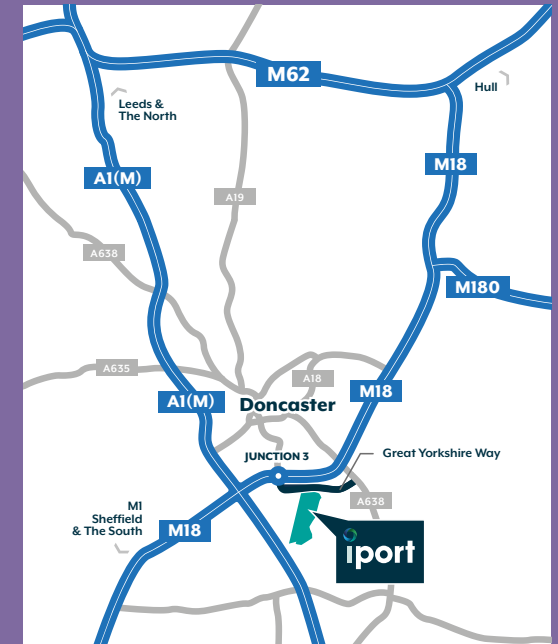 M62
Hull
Leeds &
The North
M18
A1(M)
A19
A638
M180
A635
A18
M18
A1(M)
Doncaster
JUNCTION 3
Great Yorkshire Way
A638
M1
Sheffield
& The South
M18
iport